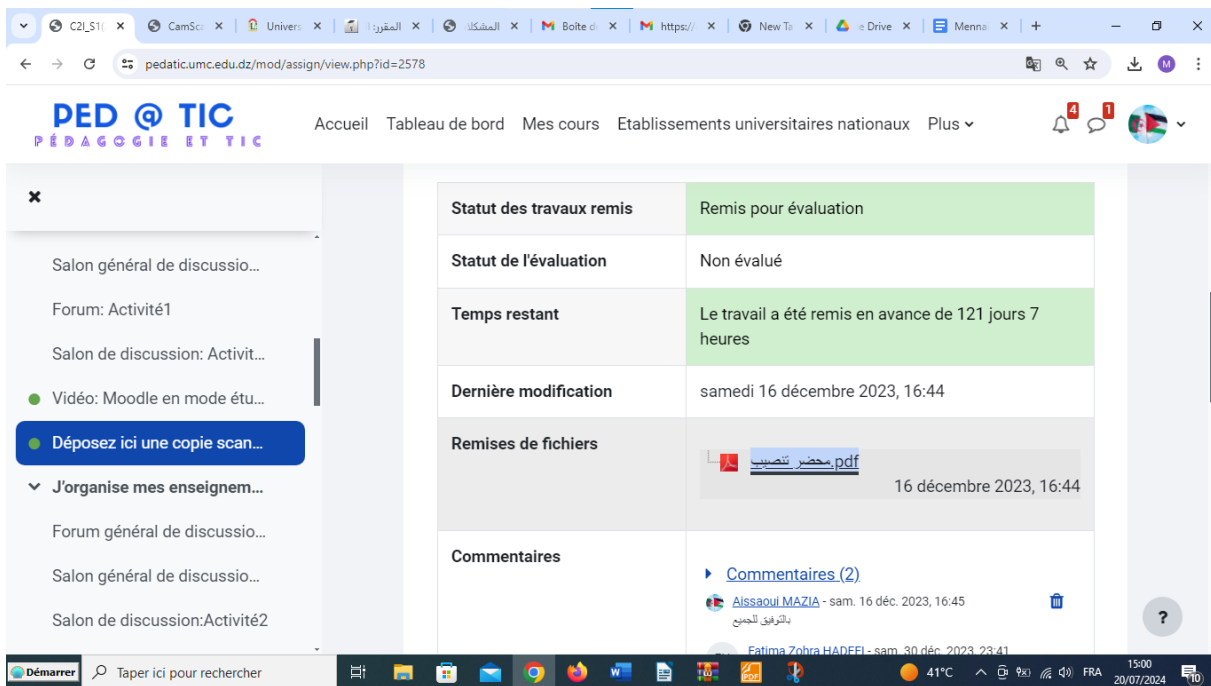 C2I_S1(
CamSca
Univers
المقرر: ا
المشكلا
Boîte de
https://
New Ta
e Drive
Mennai
pedatic.umc.edu.dz/mod/assign/view.php?id=2578
M
PED @ TIC
PÉDAGOGIE ET TIC
Accueil Tableau de bord Mes cours Etablissements universitaires nationaux Plus
4
1
Salon général de discussio...
Forum: Activité1
Salon de discussion: Activit...
Vidéo: Moodle en mode étu...
Déposez ici une copie scan...
J'organise mes enseignem...
Forum général de discussio...
Salon général de discussio...
Salon de discussion:Activité2
Statut des travaux remis
Remis pour évaluation
Statut de l'évaluation
Non évalué
Temps restant
Le travail a été remis en avance de 121 jours 7
heures
Dernière modification
samedi 16 décembre 2023, 16:44
Remises de fichiers
محضر تنصيب.pdf
16 décembre 2023, 16:44
Commentaires
Commentaires (2)
Aissaoui MAZIA - sam. 16 déc. 2023, 16:45
بالتوفيق للجميع
Fatima Zohra HADEFI - sam. 30 déc. 2023, 23:41
?
Démarrer
Taper ici pour rechercher
41°C
FRA
15:00
20/07/2024
10